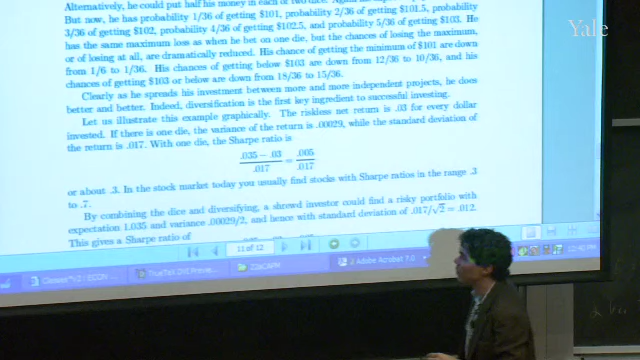 Alternatively, he could put half his money in each of two dice.
But now, he has probability 1/36 of getting $101, probability 2/36 of getting $101.5, probability
3/36 of getting $102, probability 4/36 of getting $102.5, and probability 5/36 of getting $103. He
has the same maximum loss as when he bet on one die, but the chances of losing the maximum,
or of losing at all, are dramatically reduced. His chance of getting the minimum of $101 are down
from 1/6 to 1/36. His chances of getting below $103 are down from 12/36 to 10/36, and his
chances of getting $103 or below are down from 18/36 to 15/36.
Clearly as he spreads his investment between more and more independent projects, he does
better and better. Indeed, diversification is the first key ingredient to successful investing.
Let us illustrate this example graphically. The riskless net return is .03 for every dollar
invested. If there is one die, the variance of the return is .00029, while the standard deviation of
the return is .017. With one die, the Sharpe ratio is
.035 − .03 / .017 = .005 / .017
or about .3. In the stock market today you usually find stocks with Sharpe ratios in the range .3
to .7.
By combining the dice and diversifying, a shrewd investor could find a risky portfolio with
expectation 1.035 and variance .00029/2, and hence with standard deviation of .017/√2 = .012.
This gives a Sharpe ratio of
11 of 12
Adobe Acrobat 7.0
12:40 PM
Yale